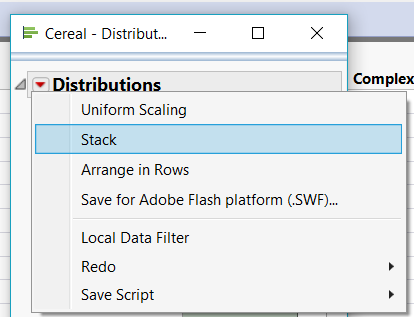 Cereal - Distribut...
Distributions
Complex
Uniform Scaling
Stack
Arrange in Rows
Save for Adobe Flash platform (.SWF)...
Local Data Filter
Redo
Save Script